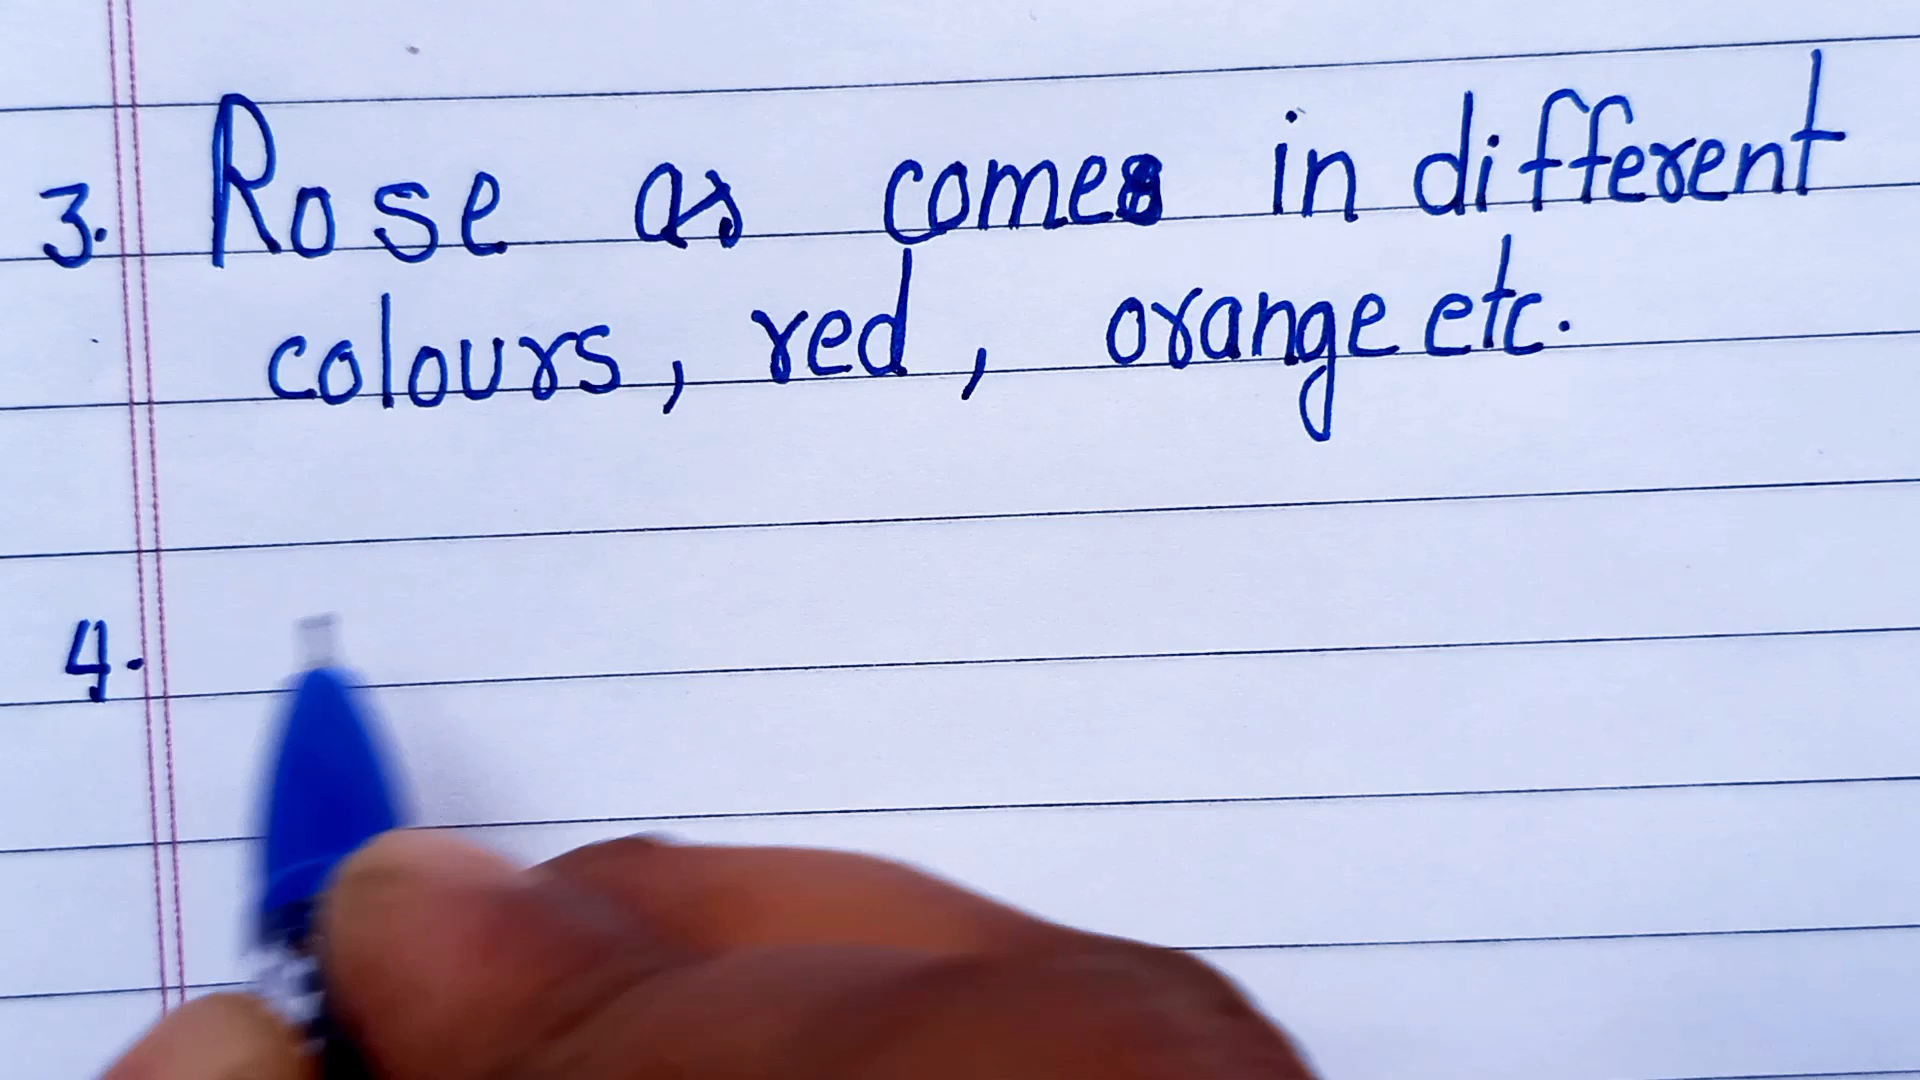 3. Rose as comes in different
colours, red, orange etc.
4.